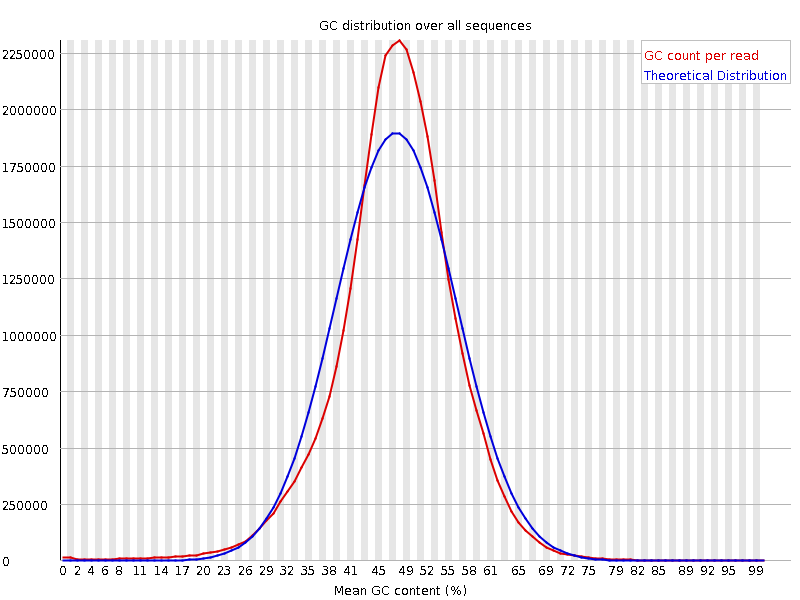 GC distribution over all sequences
GC count per read
Theoretical Distribution
2250000
2000000
1750000
1500000
1250000
1000000
750000
500000
250000
0
0 2 4 6 8 11 14 17 20 23 26 29 32 35 38 41 45 49 52 55 58 61 65 69 72 75 79 82 85 89 92 95 99
Mean GC content (%)